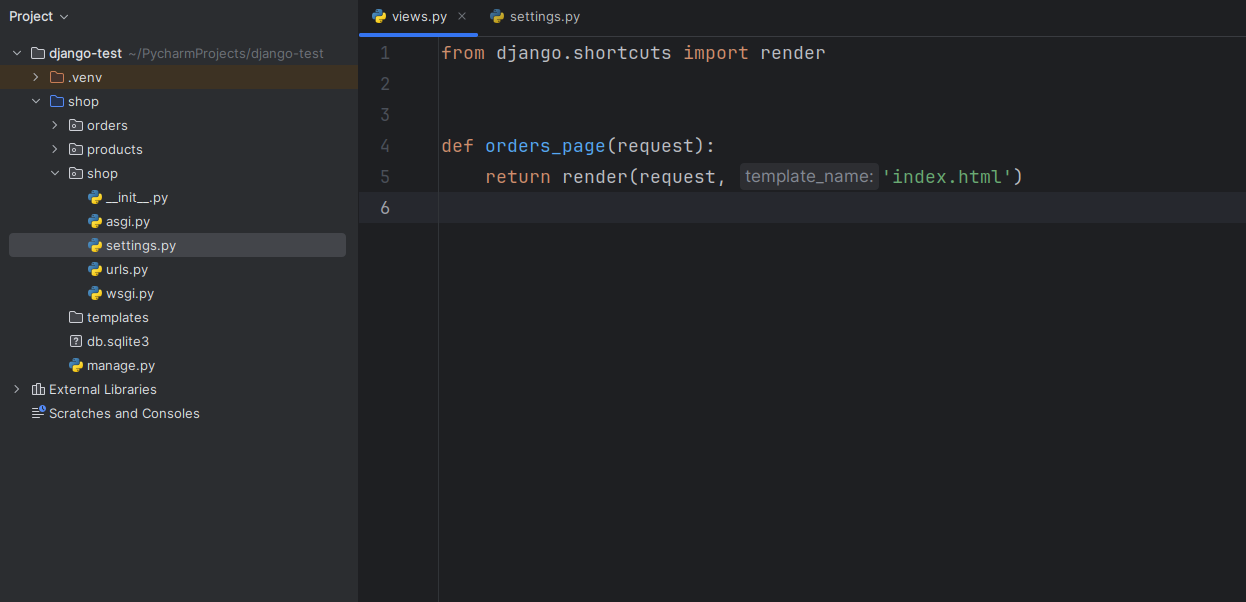 Project
django-test ~/PycharmProjects/django-test
.venv
shop
orders
products
shop
__init__.py
asgi.py
settings.py
urls.py
wsgi.py
templates
db.sqlite3
manage.py
External Libraries
Scratches and Consoles
views.py settings.py
1 from django.shortcuts import render
2
3
4 def orders_page(request):
5     return render(request, template_name: 'index.html')
6